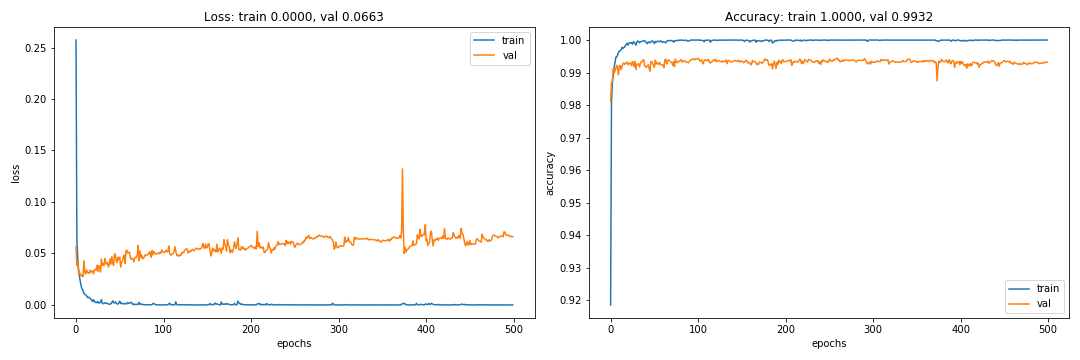 Loss: train 0.0000, val 0.0663
train
val
0.25
0.20
0.15
0.10
0.05
0.00
loss
0 100 200 300 400 500
epochs
Accuracy: train 1.0000, val 0.9932
1.00
0.99
0.98
0.97
0.96
0.95
0.94
0.93
0.92
accuracy
train
val
0 100 200 300 400 500
epochs